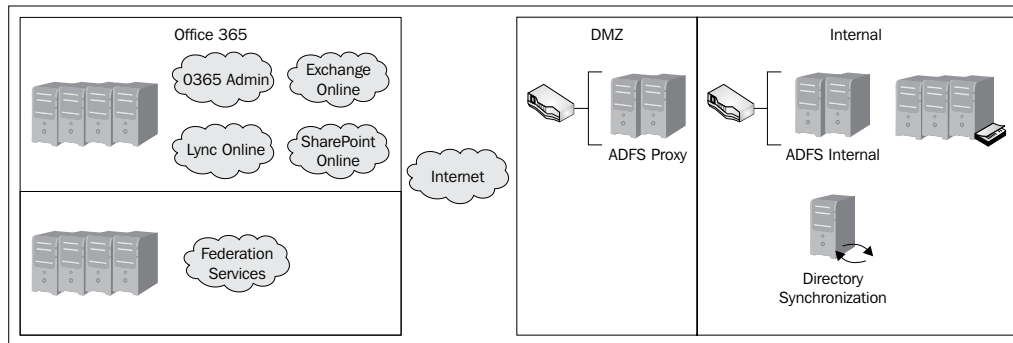 Office 365
O365 Admin
Exchange
Online
Lync Online
SharePoint
Online
Federation
Services
Internet
DMZ
ADFS Proxy
Internal
ADFS Internal
Directory
Synchronization